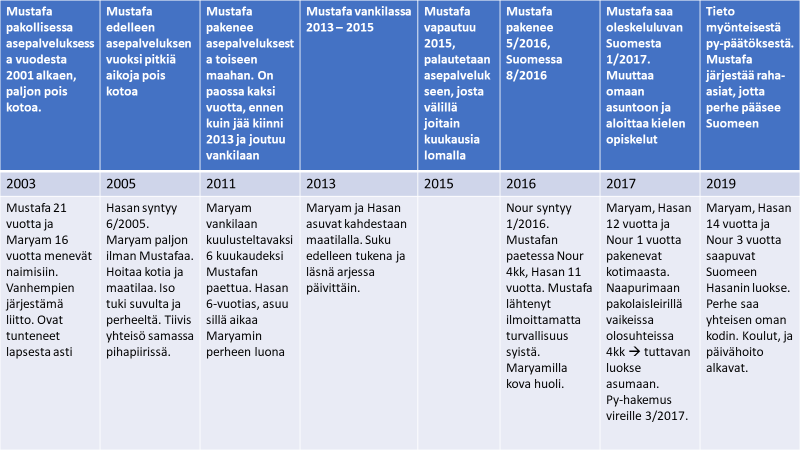 Mustafa
pakollisessa
asepalveluksess
a vuodesta
2001 alkaen,
paljon pois
kotoa.
Mustafa
edelleen
asepalveluksen
vuoksi pitkiä
aikoja pois
kotoa
Mustafa
pakenee
asepalveluksest
a toiseen
maahan. On
paossa kaksi
vuotta, ennen
kuin jää kiinni
2013 ja joutuu
vankilaan
Mustafa vankilassa
2013 – 2015
Mustafa
vapautuu
2015,
palautetaan
asepalveluk
seen, josta
välillä
joitain
kuukausia
lomalla
Mustafa
pakenee
5/2016,
Suomessa
8/2016
Mustafa saa
oleskeluluvan
Suomesta
1/2017.
Muuttaa
omaan
asuntoon ja
aloittaa kielen
opiskelut
Tieto
myönteisestä
py-päätöksestä.
Mustafa
järjestää raha-
asiat, jotta
perhe pääsee
Suomeen
2003
2005
2011
2013
2015
2016
2017
2019
Mustafa 21
vuotta ja
Maryam 16
vuotta menevät
naimisiin.
Vanhempien
järjestämä
liitto. Ovat
tunteneet
lapsesta asti
Hasan syntyy
6/2005.
Maryam paljon
ilman Mustafaa.
Hoitaa kotia ja
maatilaa. Iso
tuki suvulta ja
perheeltä. Tiivis
yhteisö samassa
pihapiirissä.
Maryam
vankilaan
kuulusteltavaksi
6 kuukaudeksi
Mustafan
paettua. Hasan
6-vuotias, asuu
sillä aikaa
Maryamin
perheen luona
Maryam ja Hasan
asuvat kahdestaan
maatilalla. Suku
edelleen tukena ja
läsnä arjessa
päivittäin.
Nour syntyy
1/2016.
Mustafan
paetessa Nour
4kk, Hasan 11
vuotta. Mustafa
lähtenyt
ilmoittamatta
turvallisuus
syistä.
Maryamilla
kova huoli.
Maryam, Hasan
12 vuotta ja
Nour 1 vuotta
pakenevat
kotimaasta.
Naapurimaan
pakolaisleirillä
vaikeissa
olosuhteissa
4kk → tuttavan
luokse
asumaan.
Py-hakemus
vireille 3/2017.
Maryam, Hasan
14 vuotta ja
Nour 3 vuotta
saapuvat
Suomeen
Hasanin luokse.
Perhe saa
yhteisen oman
kodin. Koulut, ja
päivähoito
alkavat.